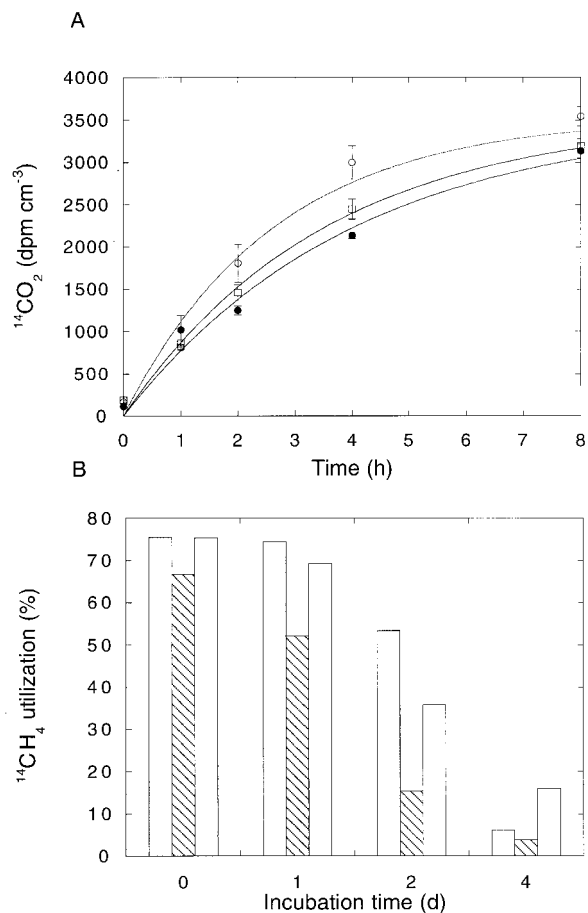 A
4000
3500
3000
2500
2000
1500
1000
500
0
¹⁴CO₂ (dpm cm⁻³)
0 1 2 3 4 5 6 7 8
Time (h)
B
80
70
60
50
40
30
20
10
0
¹⁴CH₄ utilization (%)
0 1 2 4
Incubation time (d)